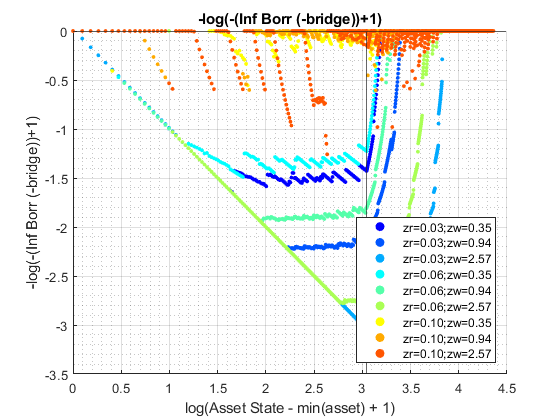 -log(-(Inf Borr (-bridge))+1)
0
-0.5
-1
-1.5
-2
-2.5
-3
-3.5
-log(-(Inf Borr (-bridge))+1)
zr=0.03;zw=0.35
zr=0.03;zw=0.94
zr=0.03;zw=2.57
zr=0.06;zw=0.35
zr=0.06;zw=0.94
zr=0.06;zw=2.57
zr=0.10;zw=0.35
zr=0.10;zw=0.94
zr=0.10;zw=2.57
0 0.5 1 1.5 2 2.5 3 3.5 4 4.5
log(Asset State - min(asset) + 1)